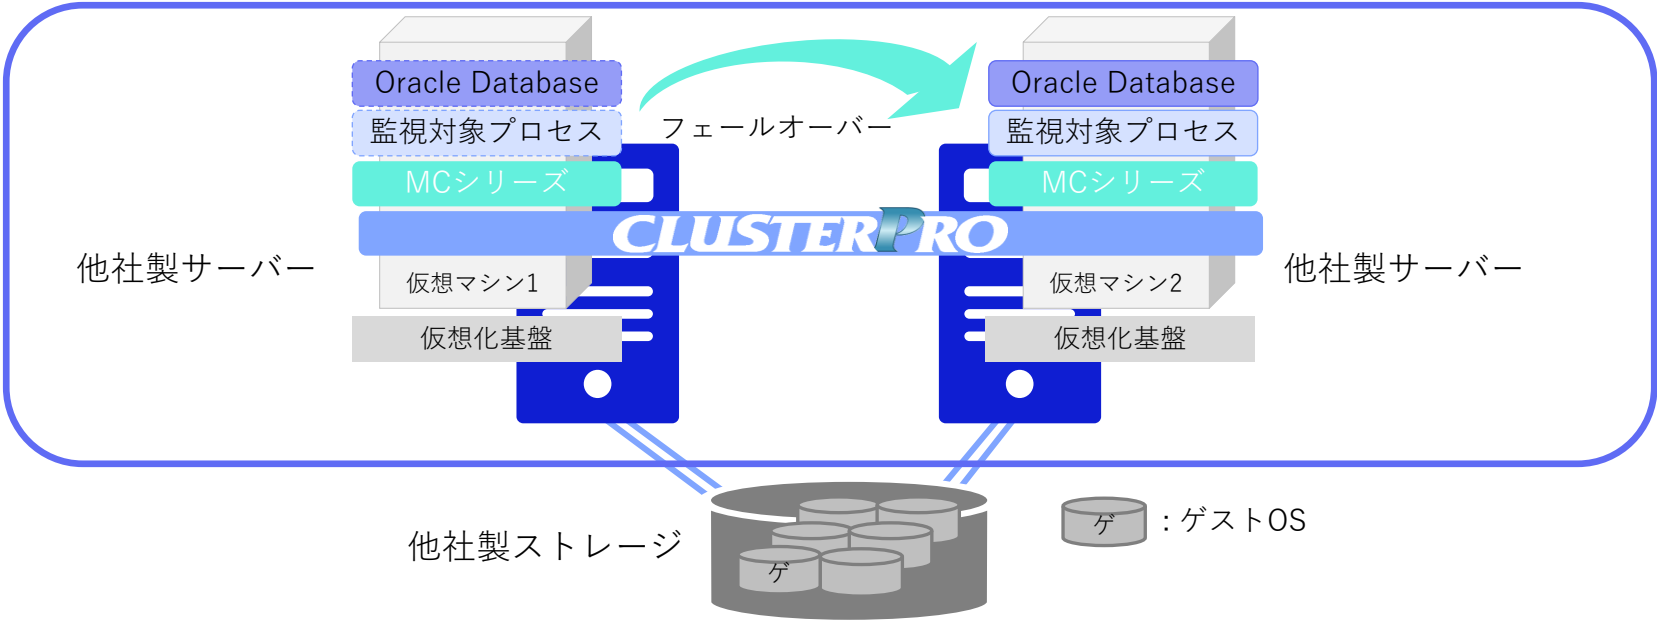 Oracle Database
監視対象プロセス
MCシリーズ
フェールオーバー
Oracle Database
監視対象プロセス
MCシリーズ
CLUSTERPRO
他社製サーバー
仮想マシン1
仮想化基盤
仮想マシン2
仮想化基盤
他社製サーバー
他社製ストレージ
ゲ
ゲ
：ゲストOS